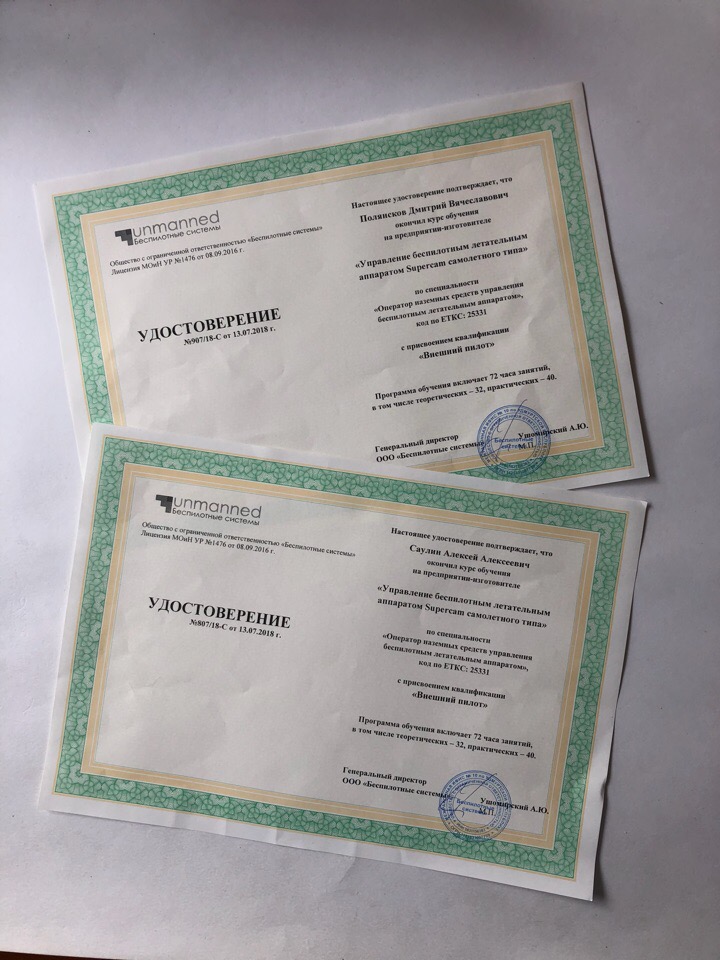 unmanned
Беспилотные системы
Общество с ограниченной ответственностью «Беспилотные системы»
Лицензия МОиН УР №1476 от 08.09.2016 г.
УДОСТОВЕРЕНИЕ
№907/18-С от 13.07.2018 г.
Настоящее удостоверение подтверждает, что
Полянсков Дмитрий Вячеславович
окончил курс обучения
на предприятии-изготовителе
«Управление беспилотным летательным
аппаратом Supercam самолетного типа»
по специальности
«Оператор наземных средств управления
беспилотным летательным аппаратом»,
код по ЕТКС: 25331
с присвоением квалификации
«Внешний пилот»
Программа обучения включает 72 часа занятий,
в том числе теоретических – 32, практических – 40.
Генеральный директор
ООО «Беспилотные системы»
Ушомирский А.Ю.
М.П.
Беспилотные
системы
unmanned
Беспилотные системы
Общество с ограниченной ответственностью «Беспилотные системы»
Лицензия МОиН УР №1476 от 08.09.2016 г.
УДОСТОВЕРЕНИЕ
№807/18-С от 13.07.2018 г.
Настоящее удостоверение подтверждает, что
Саулин Алексей Алексеевич
окончил курс обучения
на предприятии-изготовителе
«Управление беспилотным летательным
аппаратом Supercam самолетного типа»
по специальности
«Оператор наземных средств управления
беспилотным летательным аппаратом»,
код по ЕТКС: 25331
с присвоением квалификации
«Внешний пилот»
Программа обучения включает 72 часа занятий,
в том числе теоретических – 32, практических – 40.
Генеральный директор
ООО «Беспилотные системы»
Ушомирский А.Ю.
М.П.
Беспилотные
системы